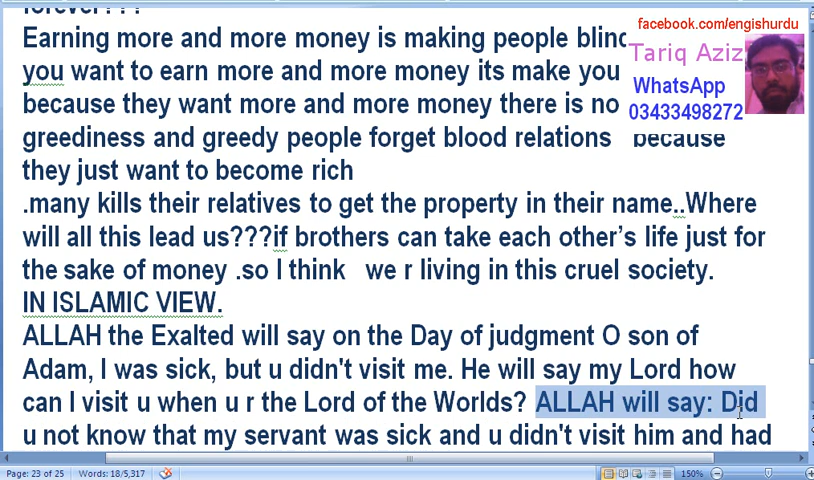 forever???
facebook.com/engishurdu
Tariq Aziz
WhatsApp
03433498272
Earning more and more money is making people blind
you want to earn more and more money its make you
because they want more and more money there is no
greediness and greedy people forget blood relations because
they just want to become rich
.many kills their relatives to get the property in their name..Where
will all this lead us???if brothers can take each other's life just for
the sake of money .so I think we r living in this cruel society.
IN ISLAMIC VIEW.
ALLAH the Exalted will say on the Day of judgment O son of
Adam, I was sick, but u didn't visit me. He will say my Lord how
can I visit u when u r the Lord of the Worlds? ALLAH will say: Did
u not know that my servant was sick and u didn't visit him and had
Page: 23 of 25 Words: 18/5,317 150%